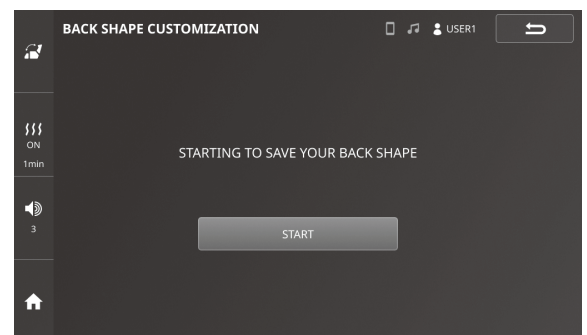 BACK SHAPE CUSTOMIZATION
USER1
ON
1min
STARTING TO SAVE YOUR BACK SHAPE
3
START